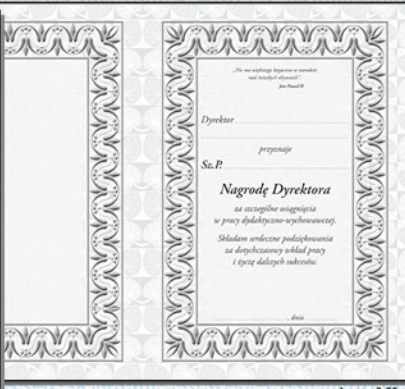 „Nie ma większego bogactwa w narodzie
nad światłych obywateli”.
Jan Paweł II
Dyrektor
przyznaje
Sz.P.
Nagrodę Dyrektora
za szczególne osiągnięcia
w pracy dydaktyczno-wychowawczej.
Składam serdeczne podziękowania
za dotychczasowy wkład pracy
i życzę dalszych sukcesów.
, dnia